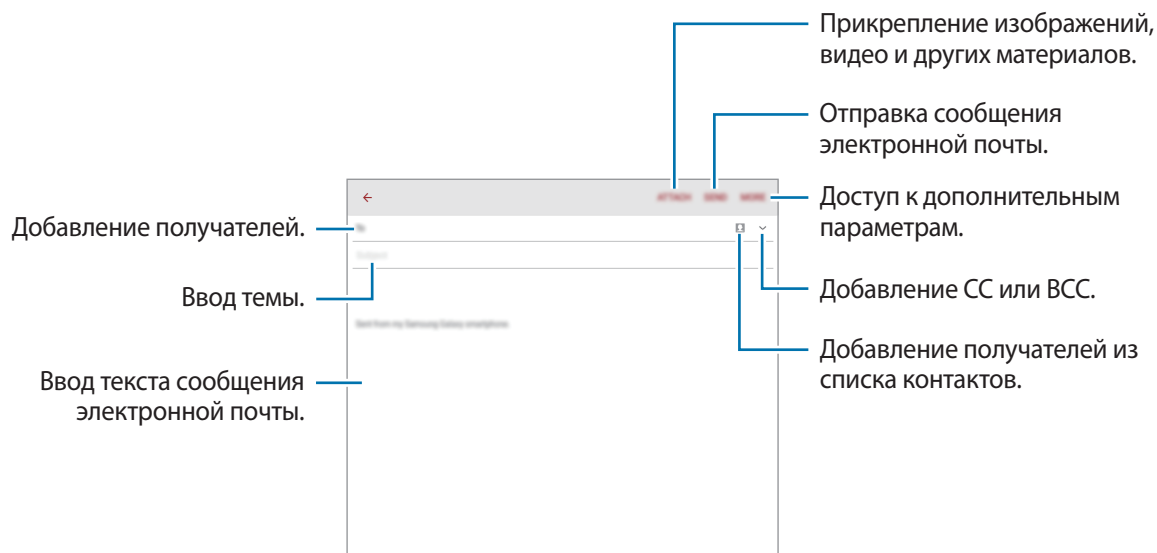 Прикрепление изображений,
видео и других материалов.
Отправка сообщения
электронной почты.
ATTACH SEND MORE
Доступ к дополнительным
параметрам.
Добавление получателей.
To
Subject
Добавление CC или BCC.
Ввод темы.
Sent from my Samsung Galaxy smartphone
Добавление получателей из
списка контактов.
Ввод текста сообщения
электронной почты.